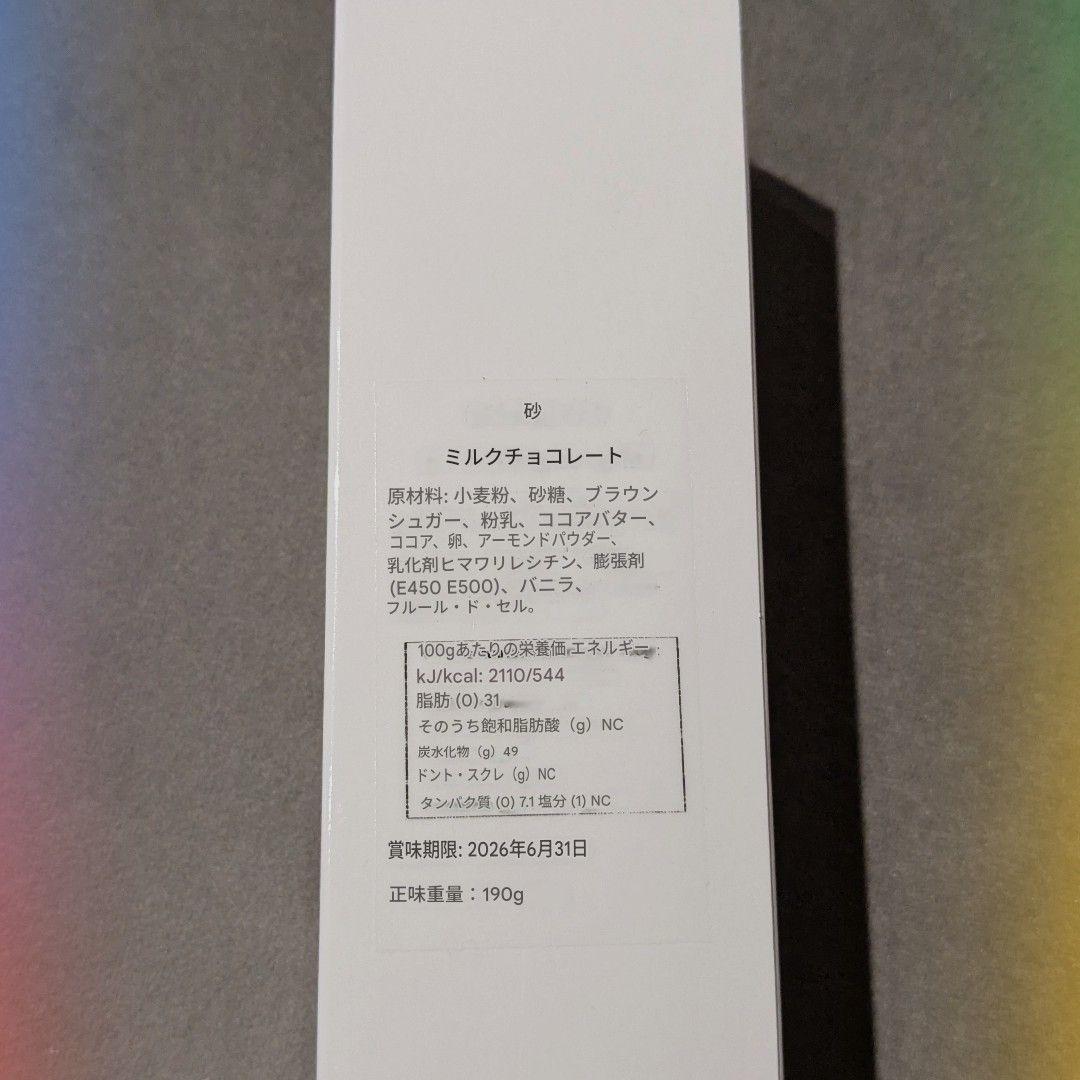 砂
ミルクチョコレート
原材料: 小麦粉、砂糖、ブラウン
シュガー、粉乳、ココアバター、
ココア、卵、アーモンドパウダー、
乳化剤ヒマワリレシチン、膨張剤
(E450 E500)、バニラ、
フルール・ド・セル。
100gあたりの栄養価 エネルギー
kJ/kcal: 2110/544
脂肪 (0) 31
そのうち飽和脂肪酸（g）NC
炭水化物（g）49
ドント・スクレ（g）NC
タンパク質 (0) 7.1 塩分 (1) NC
賞味期限: 2026年6月31日
正味重量：190g